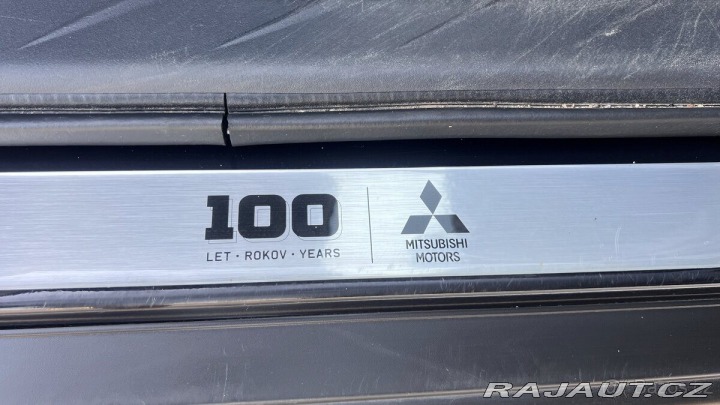 100
LET · ROKOV · YEARS
MITSUBISHI
MOTORS
RAJAUT.CZ